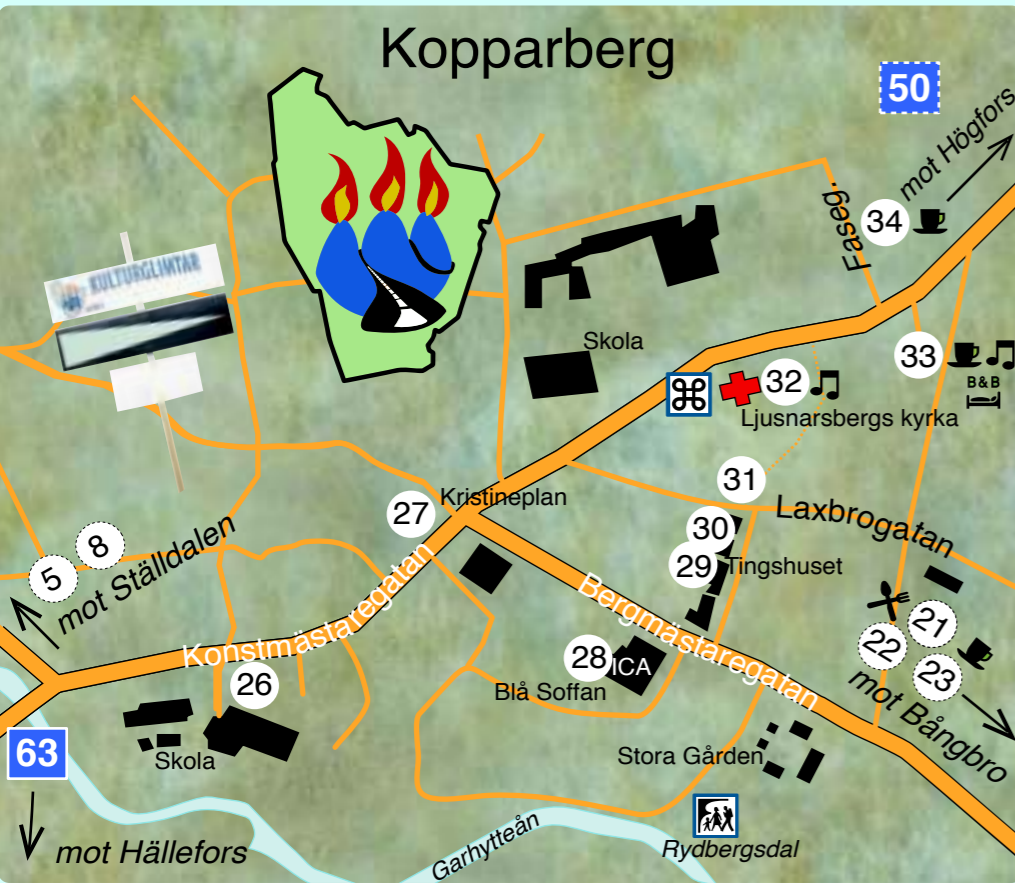 Kopparberg
50
mot Högfors
Faseg.
34
KULTURGLINTAR
Skola
33
B&B
32
Ljusnarsbergs kyrka
31
Kristineplan
27
Laxbrogatan
30
29
Tingshuset
8
5
mot Ställdalen
Konstmästaregatan
Bergmästaregatan
21
22
23
mot Bångbro
28
ICA
Blå Soffan
26
Skola
Stora Gården
63
mot Hällefors
Garhytteån
Rydbergsdal